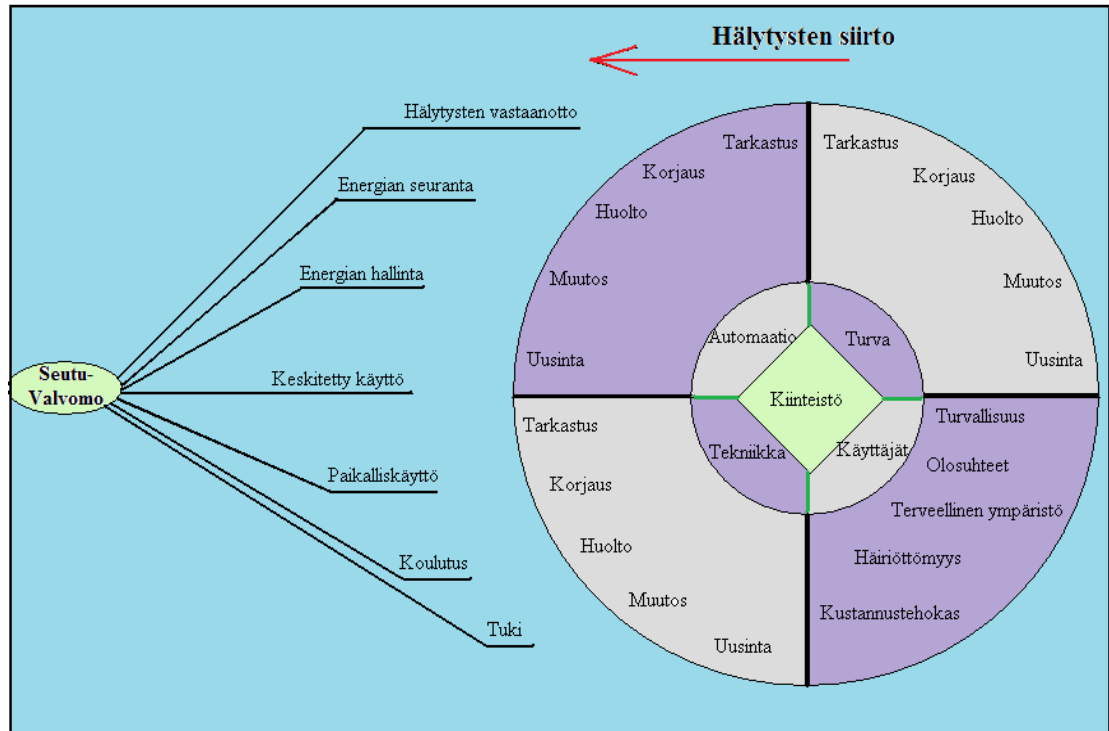 Hälytysten siirto
Hälytysten vastaanotto
Energian seuranta
Energian hallinta
Keskitetty käyttö
Paikalliskäyttö
Koulutus
Tuki
Seutu-
Valvomo
Tarkastus
Korjaus
Huolto
Muutos
Uusinta
Tarkastus
Korjaus
Huolto
Muutos
Uusinta
Automaatio
Turva
Kiinteistö
Tekniikka
Käyttäjät
Tarkastus
Korjaus
Huolto
Muutos
Uusinta
Turvallisuus
Olosuhteet
Terveellinen ympäristö
Häiriöttömyys
Kustannustehokas